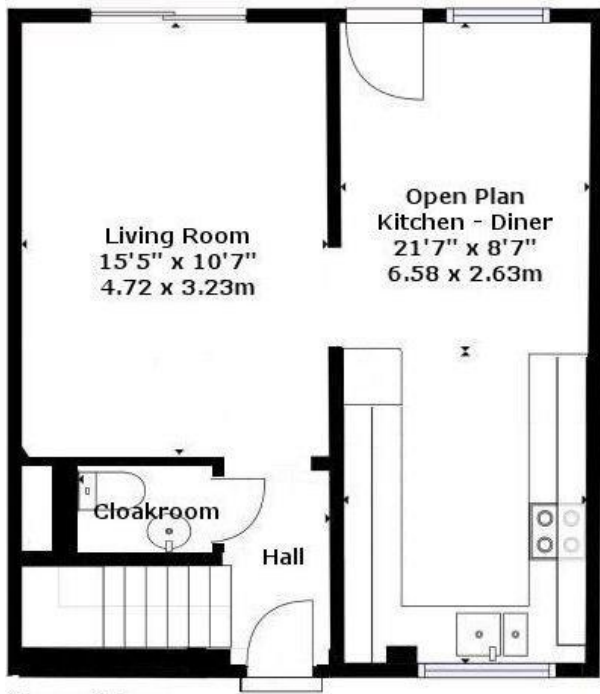 Living Room
15'5" x 10'7"
4.72 x 3.23m
Open Plan
Kitchen - Diner
21'7" x 8'7"
6.58 x 2.63m
Cloakroom
Hall